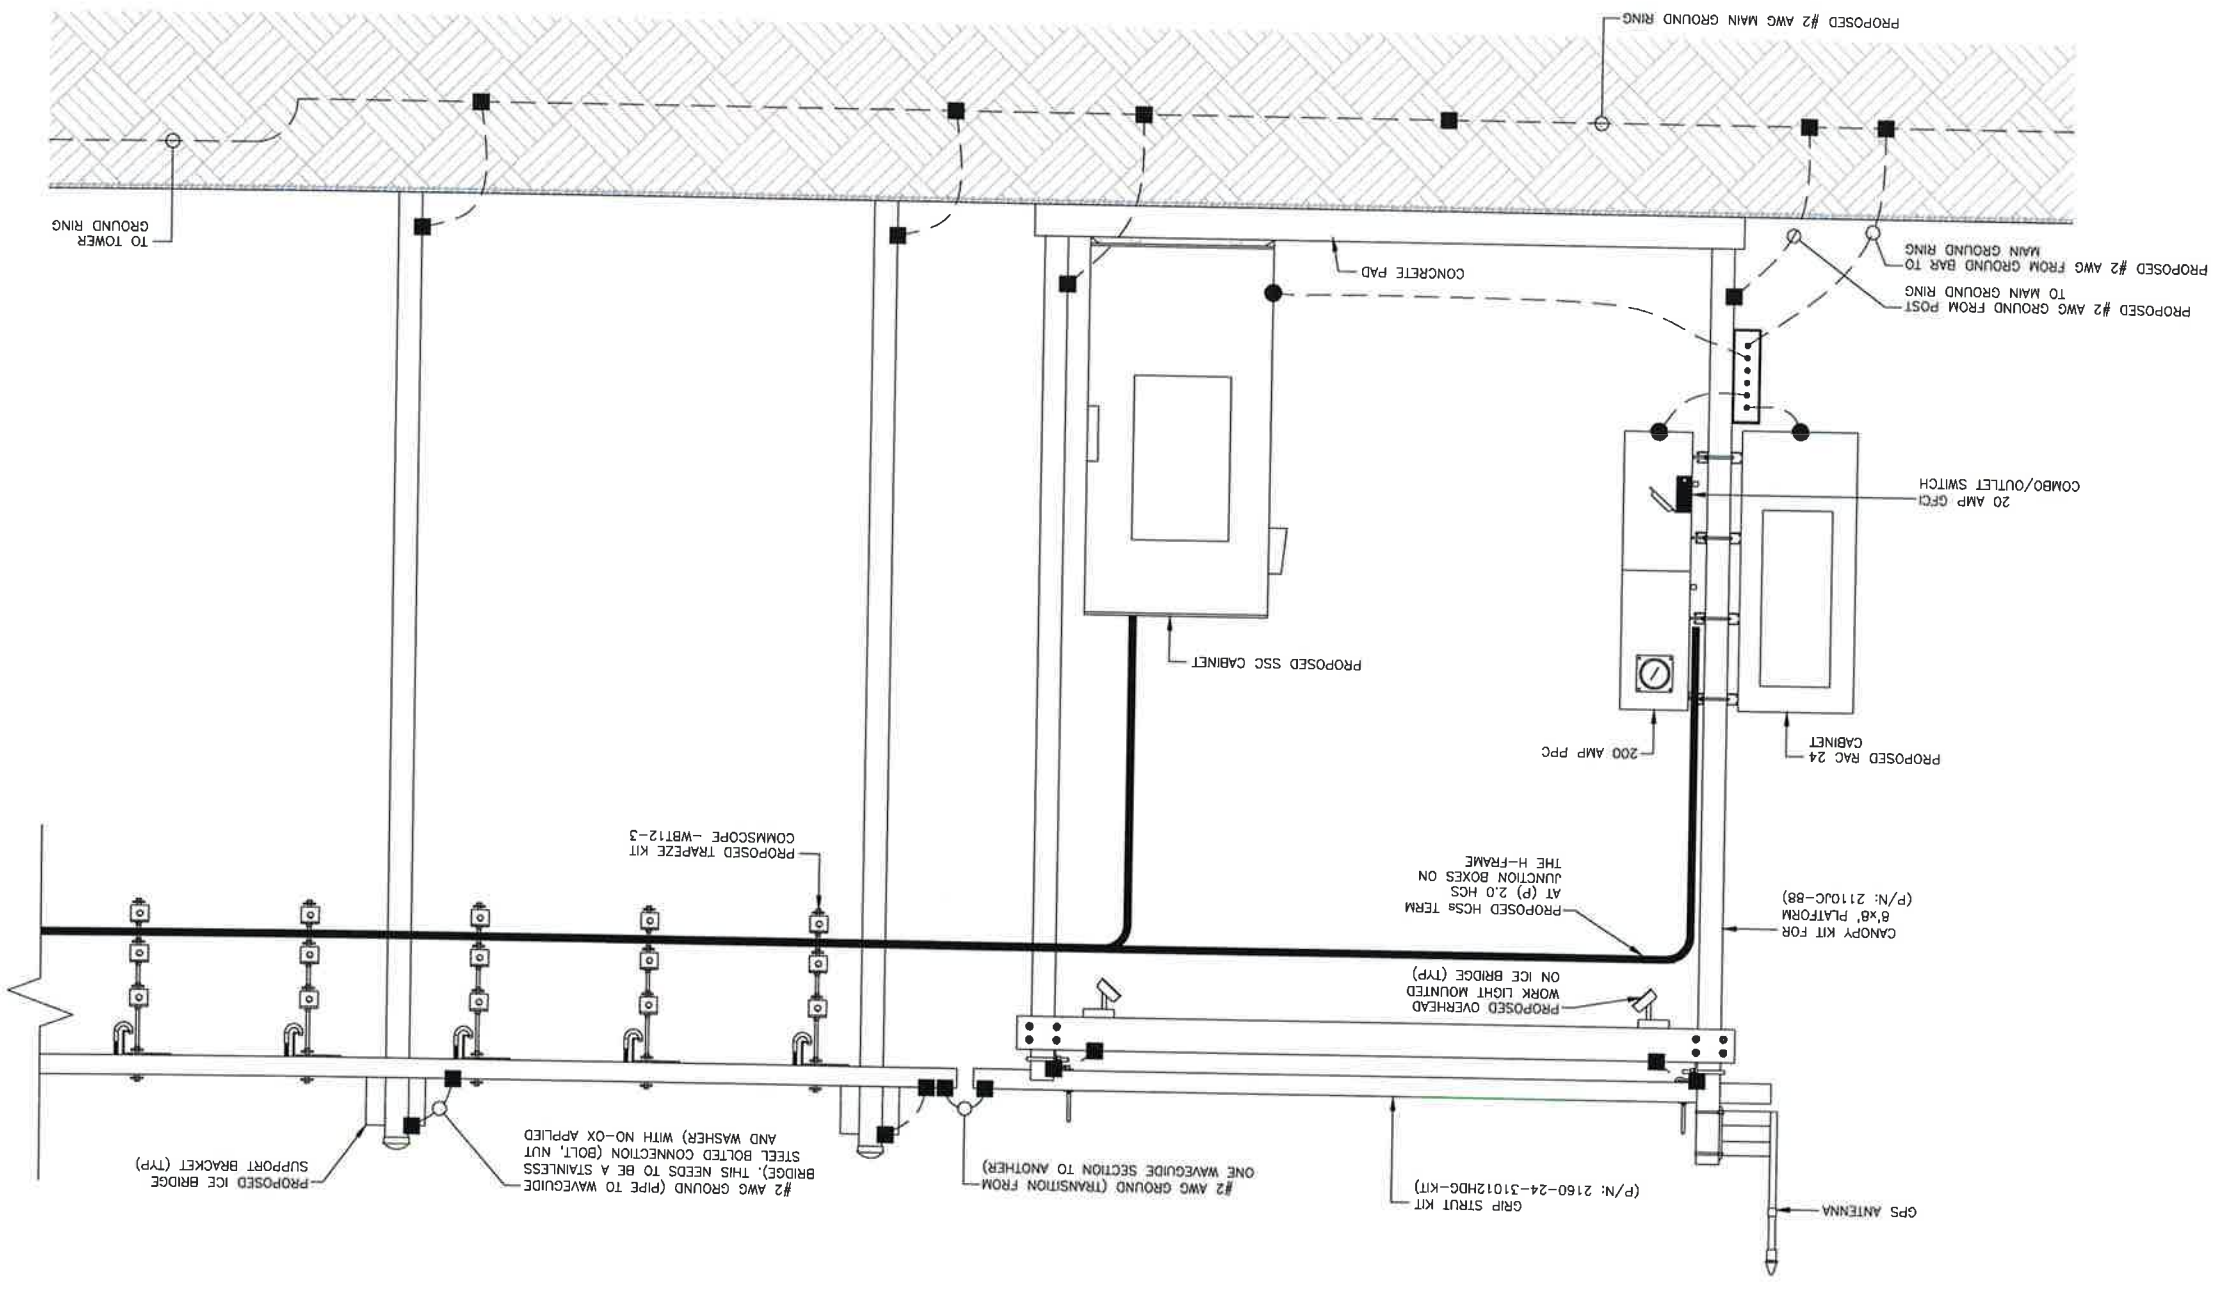 GPS ANTENNA
GRIP STRUT KIT
(P/N: 2160-24-31012HDG-KIT)
#2 AWG GROUND (TRANSITION FROM
ONE WAVEGUIDE SECTION TO ANOTHER)
#2 AWG GROUND (PIPE TO WAVEGUIDE
BRIDGE). THIS NEEDS TO BE A STAINLESS
STEEL BOLTED CONNECTION (BOLT, NUT
AND WASHER) WITH NO-OX APPLIED
PROPOSED ICE BRIDGE
SUPPORT BRACKET (TYP)
PROPOSED OVERHEAD
WORK LIGHT MOUNTED
ON ICE BRIDGE (TYP)
CANOPY KIT FOR
8'x8' PLATFORM
(P/N: 2110JC-88)
PROPOSED HCSs TERM
AT (P) 2.0 HCS
JUNCTION BOXES ON
THE H-FRAME
PROPOSED TRAPEZE KIT
COMMSCOPE -WBT12-3
PROPOSED RAC 24
CABINET
200 AMP PPC
PROPOSED SSC CABINET
20 AMP GFCI
COMBO/OUTLET SWITCH
PROPOSED #2 AWG GROUND FROM POST
TO MAIN GROUND RING
PROPOSED #2 AWG FROM GROUND BAR TO
MAIN GROUND RING
CONCRETE PAD
TO TOWER
GROUND RING
PROPOSED #2 AWG MAIN GROUND RING